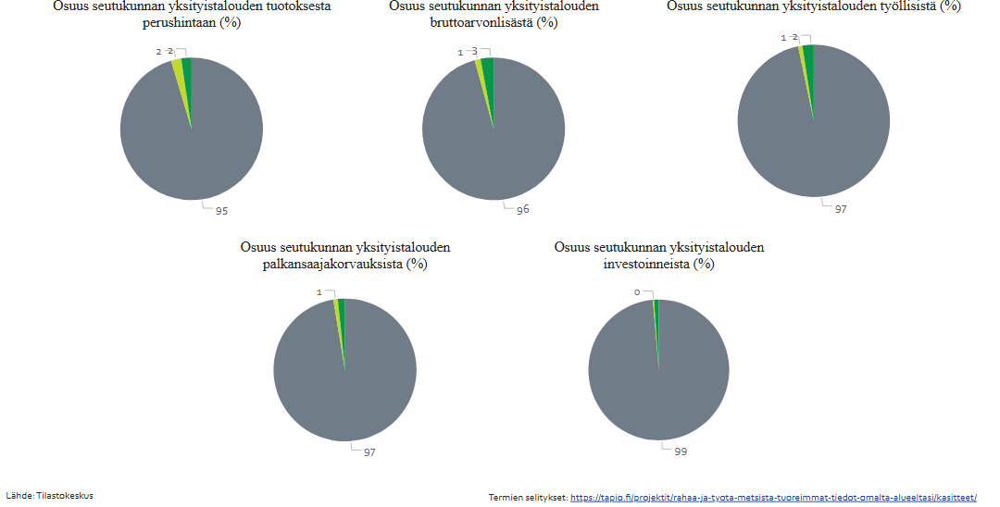 Osuus seutukunnan yksityistalouden tuotoksesta
perushintaan (%)
2 2
95
Osuus seutukunnan yksityistalouden
bruttoarvonlisästä (%)
1 3
96
Osuus seutukunnan yksityistalouden työllisistä (%)
1 2
97
Osuus seutukunnan yksityistalouden
palkansaajakorvauksista (%)
1
97
Osuus seutukunnan yksityistalouden
investoinneista (%)
0
99
Lähde: Tilastokeskus
Termien selitykset: https://tapio.fi/projektit/rahaa-ja-tyota-metsista-tuoreimmat-tiedot-omalta-alueeltasi/kasitteet/